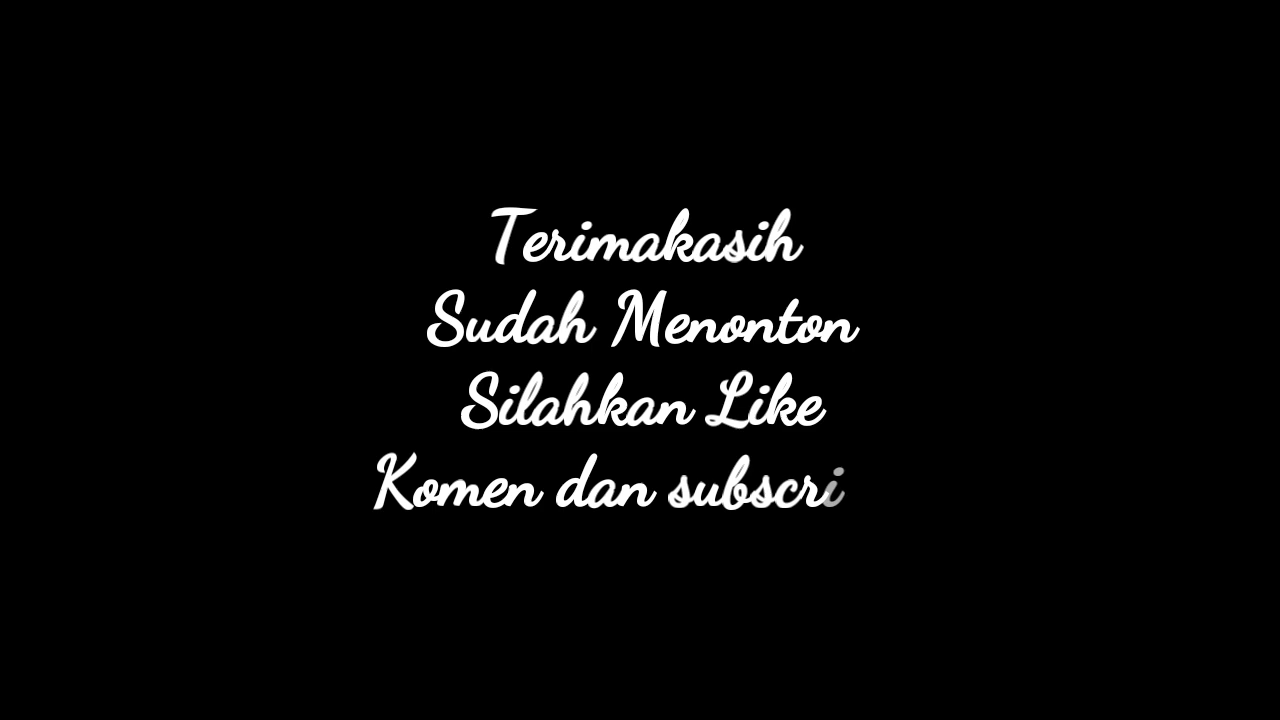 Terimakasih
Sudah Menonton
Silahkan Like
Komen dan subscri